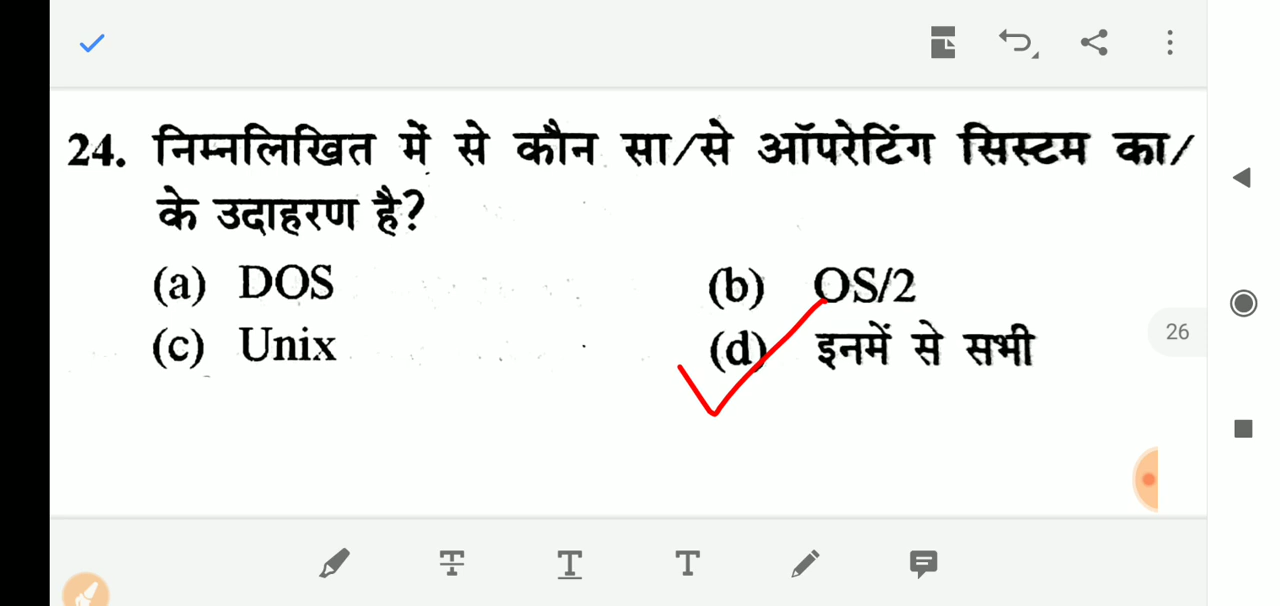 24. निम्नलिखित में से कौन सा/से ऑपरेटिंग सिस्टम का/
के उदाहरण है?
(a) DOS (b) OS/2
(c) Unix (d) इनमें से सभी
26